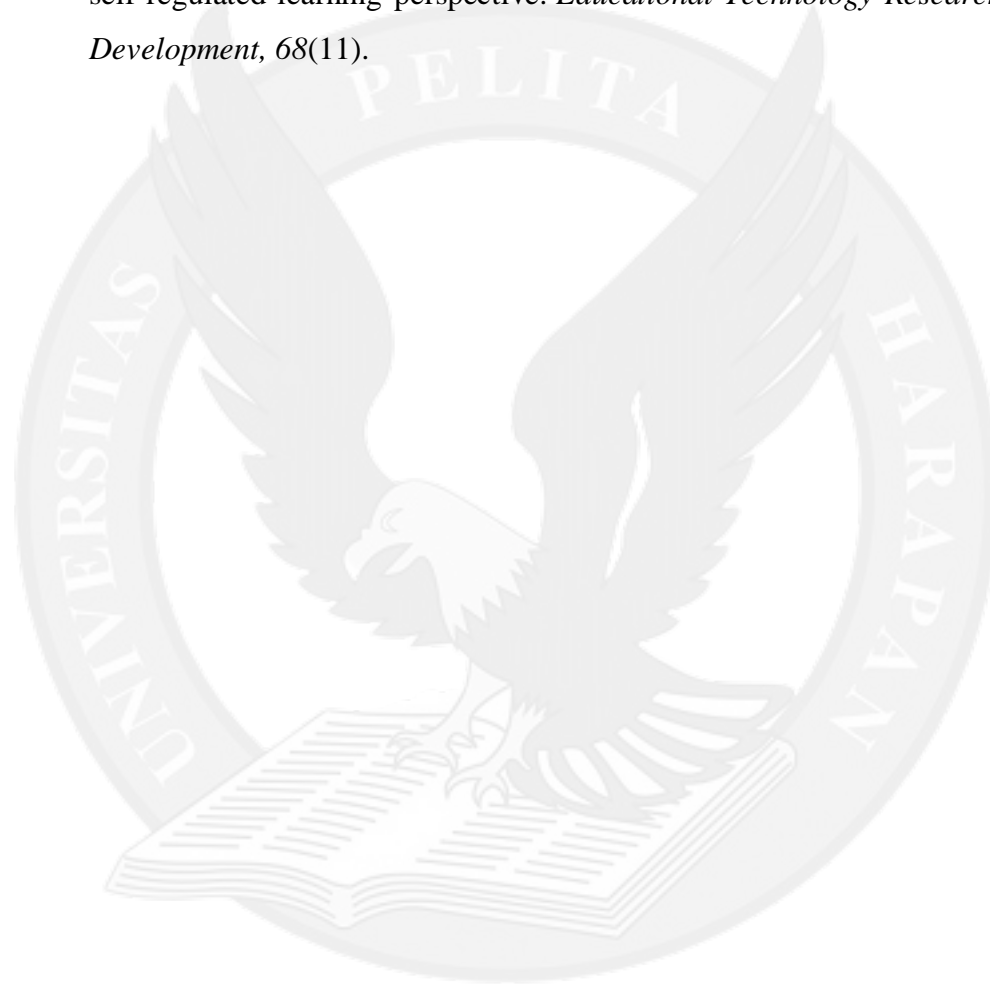 self-regulated learning perspective. Educational Technology Research
Development, 68(11).
PELITA
UNIVERSITAS
HARAPAN